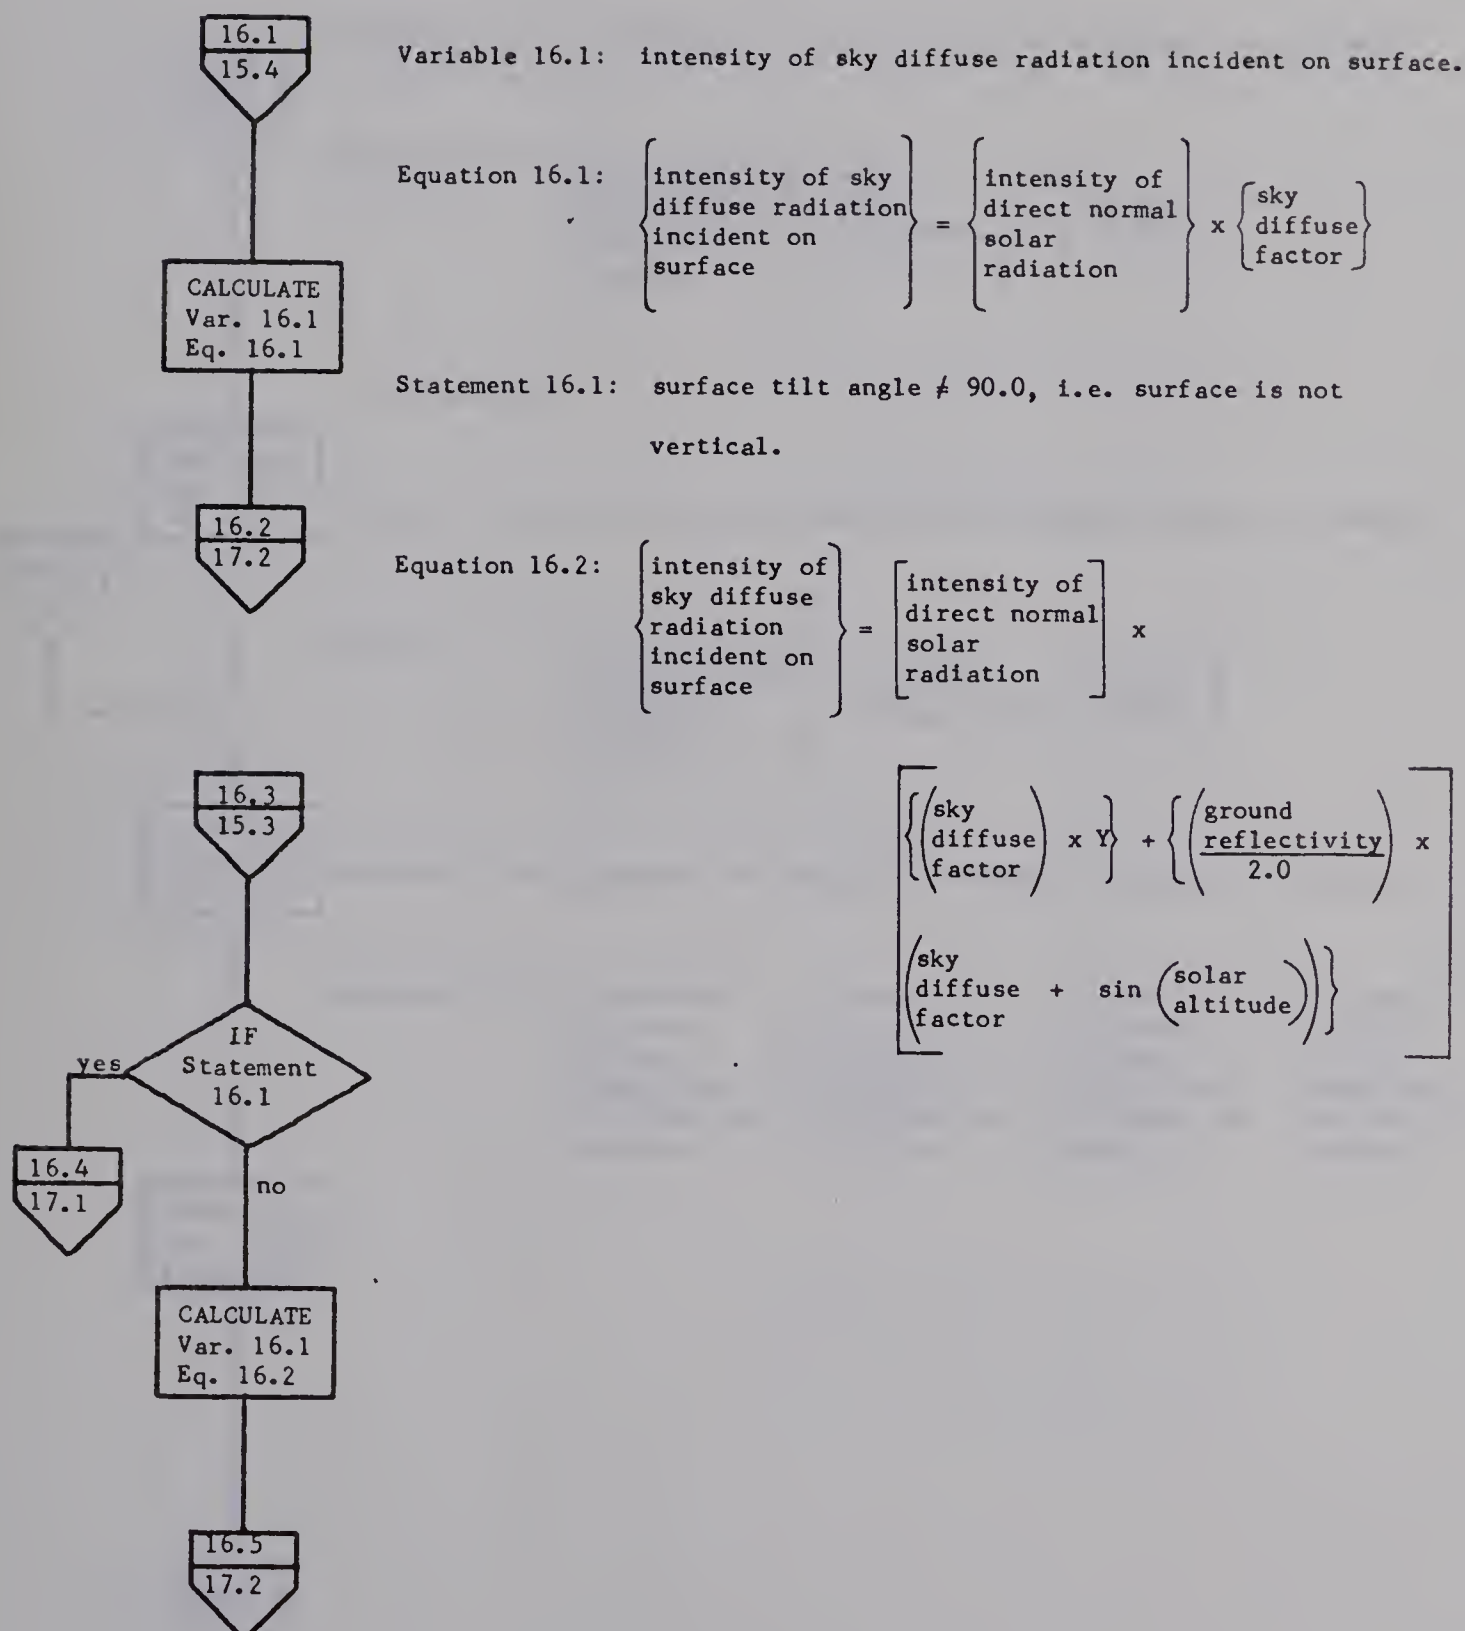 16.1
15.4
Variable 16.1: intensity of sky diffuse radiation incident on surface.
Equation 16.1: {intensity of sky diffuse radiation incident on surface} = {intensity of direct normal solar radiation} x {sky diffuse factor}
CALCULATE
Var. 16.1
Eq. 16.1
Statement 16.1: surface tilt angle ≠ 90.0, i.e. surface is not
vertical.
16.2
17.2
Equation 16.2: {intensity of sky diffuse radiation incident on surface} = [intensity of direct normal solar radiation] x
[{(sky diffuse factor) x Y} + {(ground reflectivity / 2.0) x
(sky diffuse factor + sin (solar altitude))}]
16.3
15.3
IF
Statement
16.1
yes
16.4
17.1
no
CALCULATE
Var. 16.1
Eq. 16.2
16.5
17.2